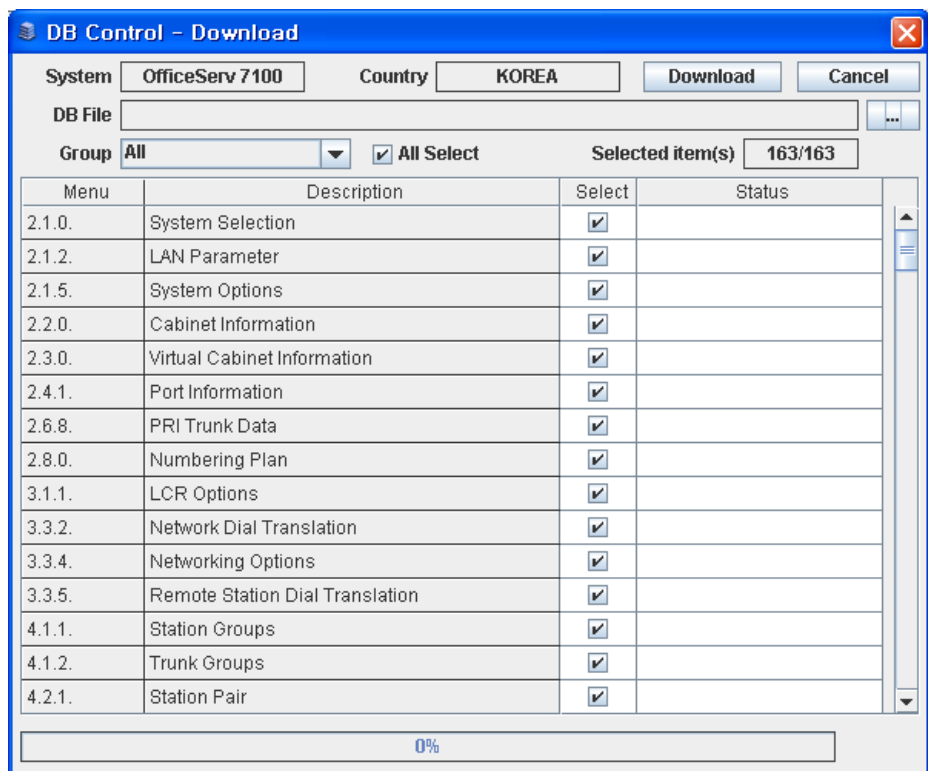 DB Control - Download
System OfficeServ 7100 Country KOREA Download Cancel
DB File ...
Group All All Select Selected item(s) 163/163
Menu Description Select Status
2.1.0. System Selection
2.1.2. LAN Parameter
2.1.5. System Options
2.2.0. Cabinet Information
2.3.0. Virtual Cabinet Information
2.4.1. Port Information
2.6.8. PRI Trunk Data
2.8.0. Numbering Plan
3.1.1. LCR Options
3.3.2. Network Dial Translation
3.3.4. Networking Options
3.3.5. Remote Station Dial Translation
4.1.1. Station Groups
4.1.2. Trunk Groups
4.2.1. Station Pair
0%